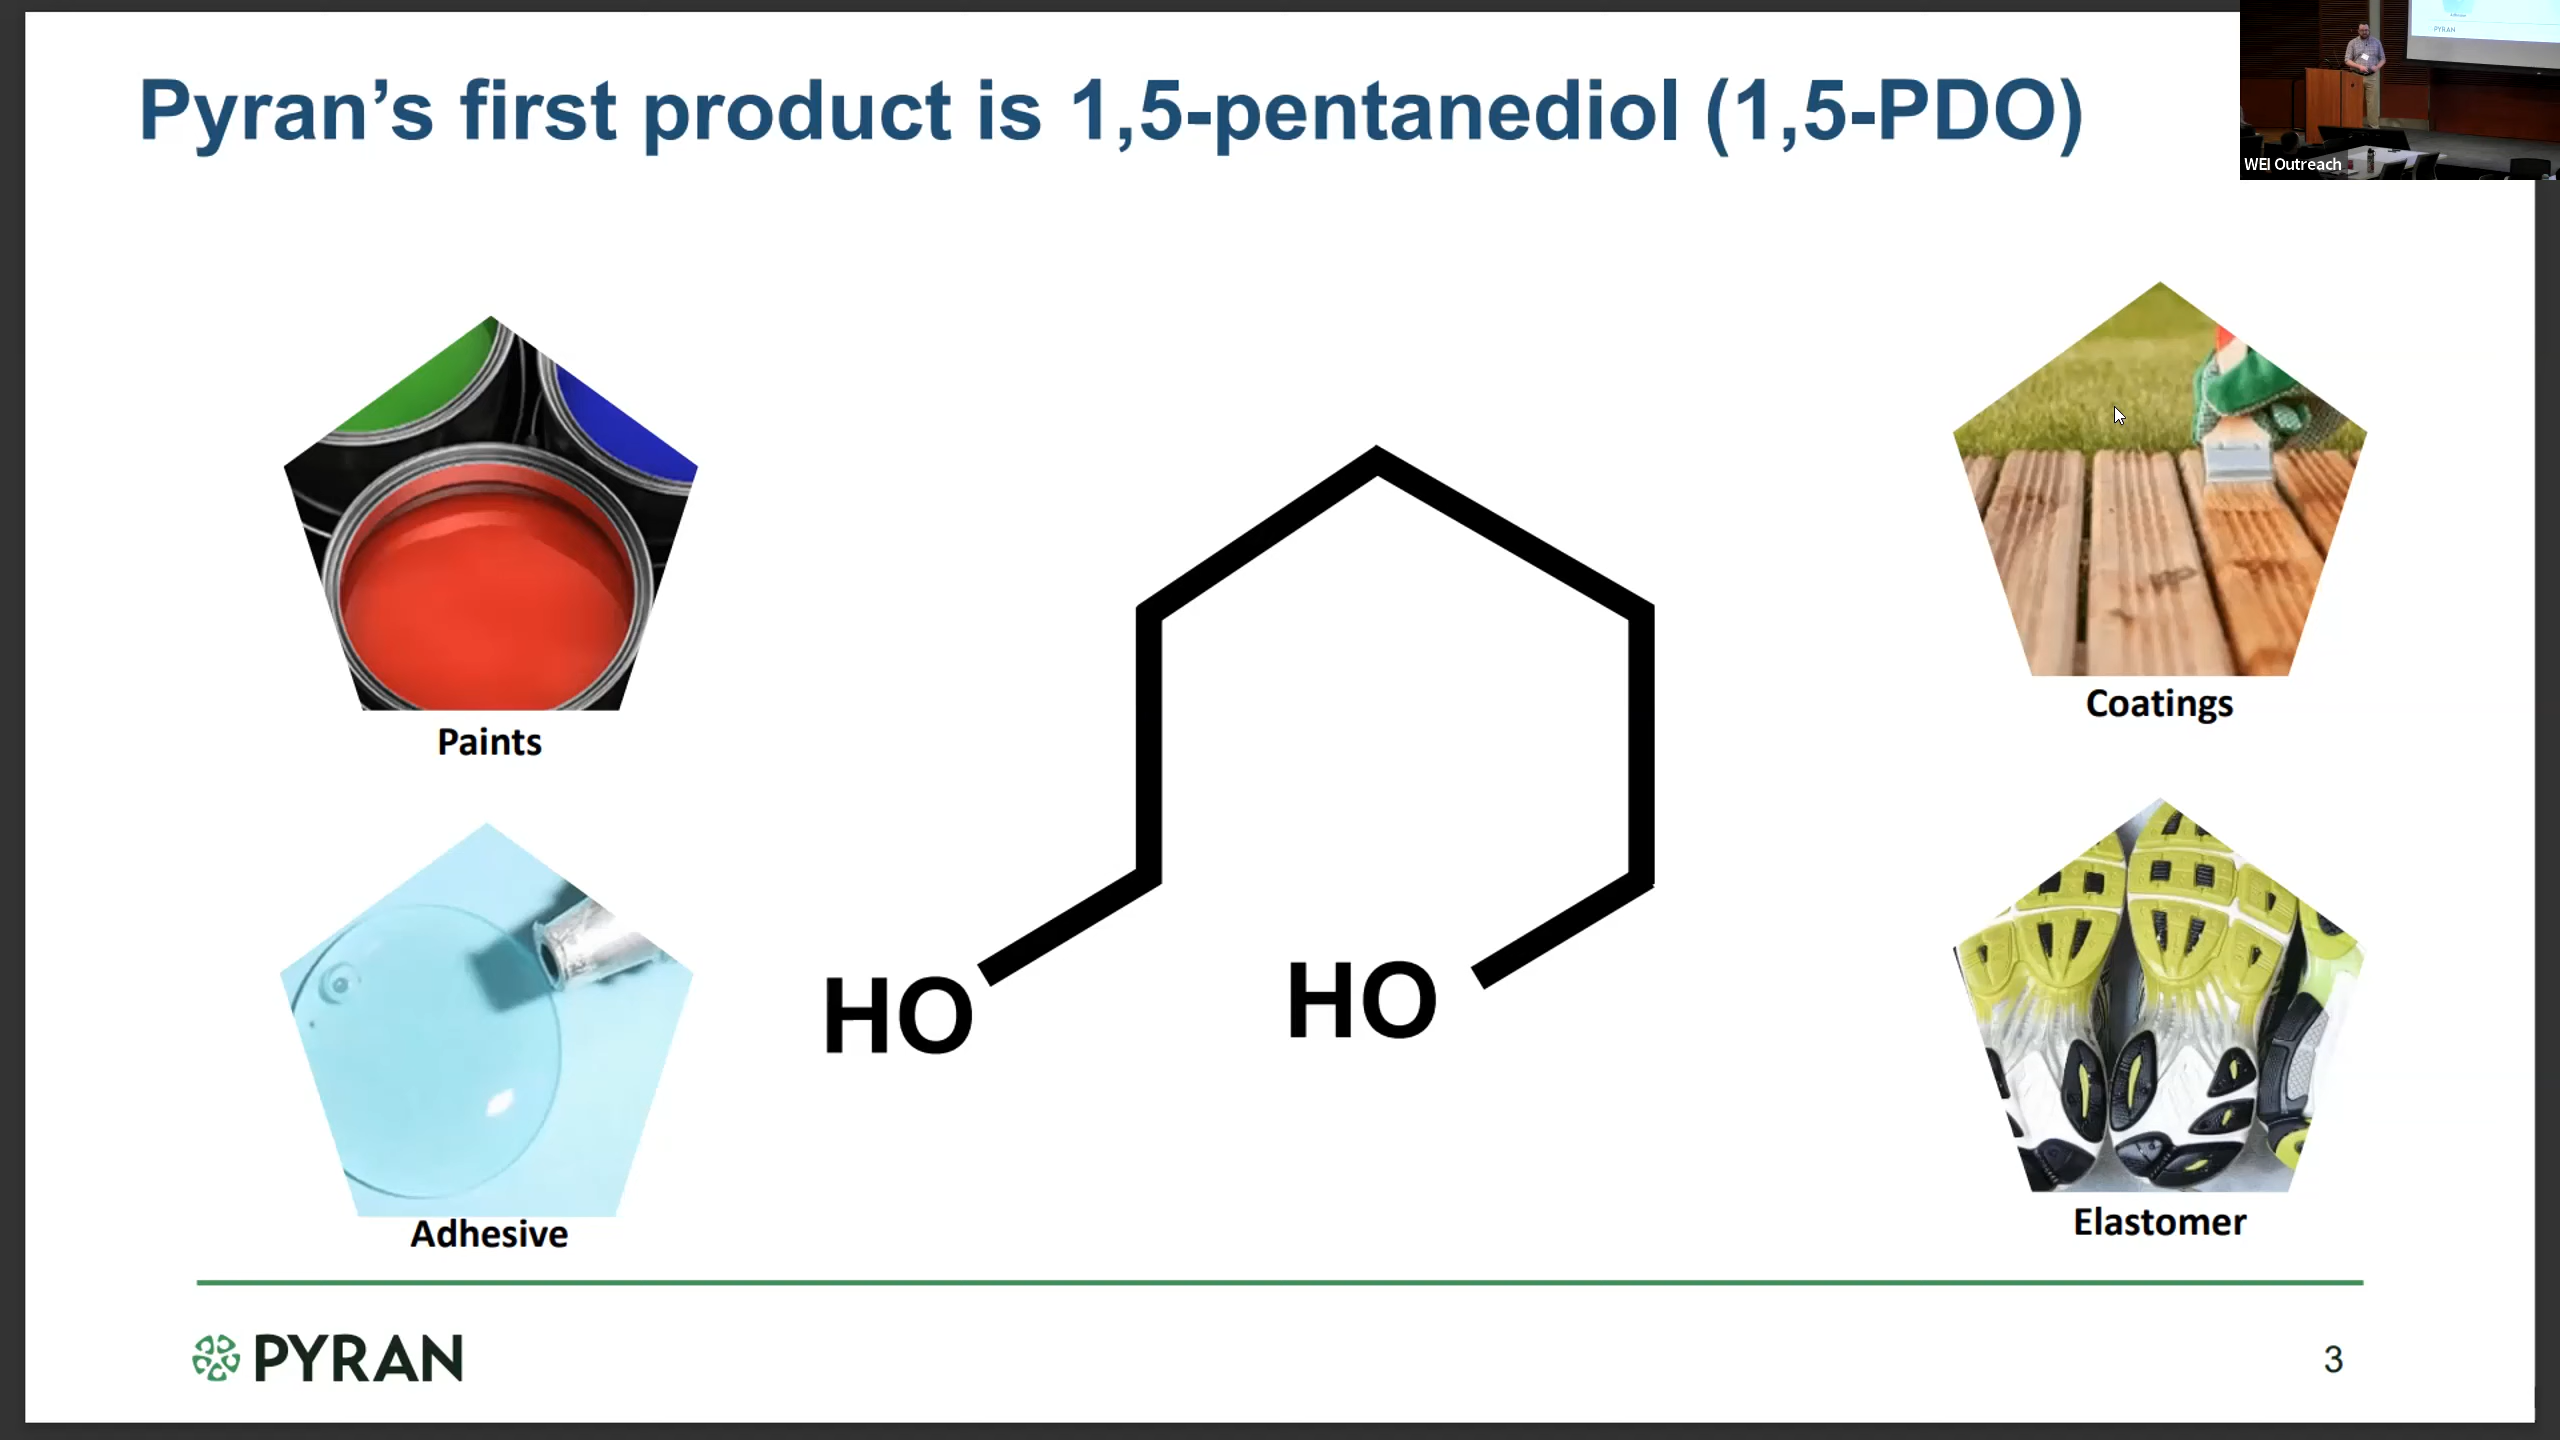 Pyran’s first product is 1,5-pentanediol (1,5-PDO)
PYRAN
WEI Outreach
Paints
Coatings
HO
HO
Adhesive
Elastomer
PYRAN
3